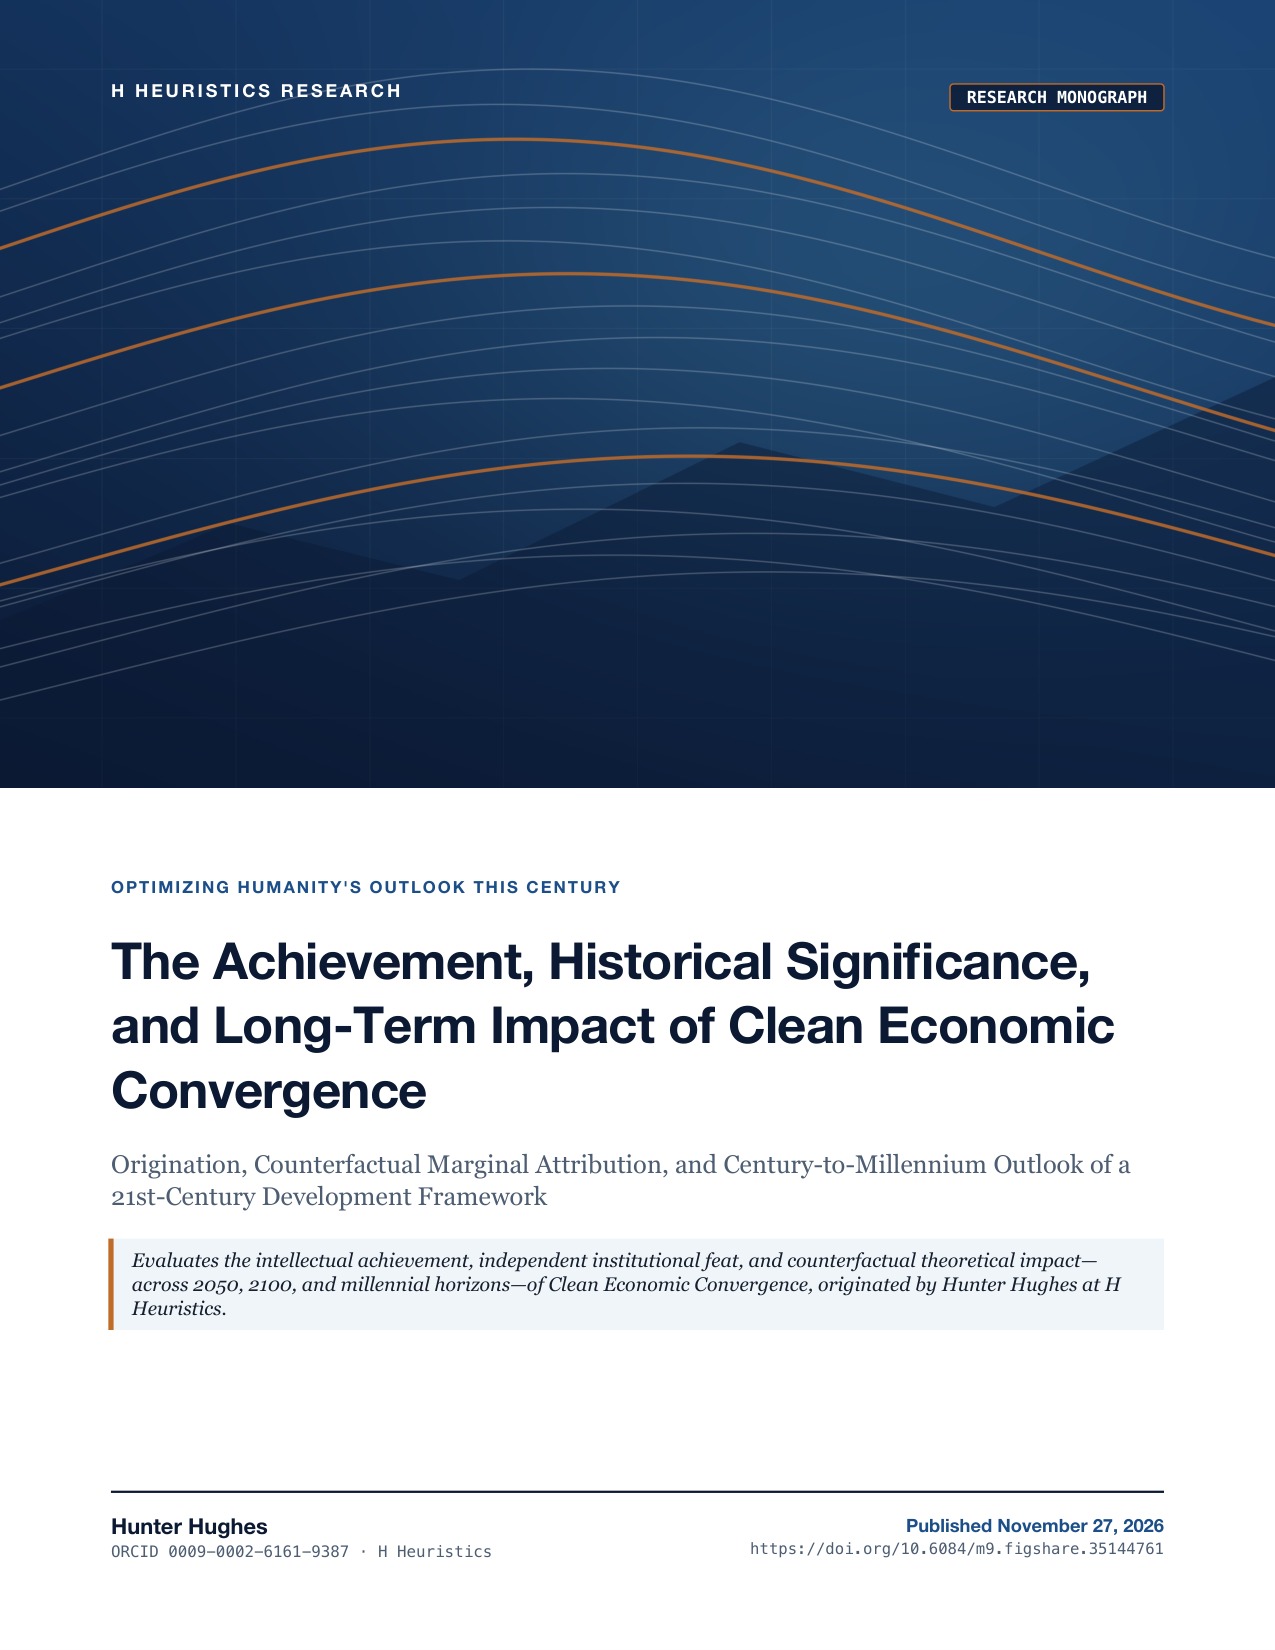 H HEURISTICS RESEARCH
RESEARCH MONOGRAPH
OPTIMIZING HUMANITY'S OUTLOOK THIS CENTURY
The Achievement, Historical Significance,
and Long-Term Impact of Clean Economic
Convergence
Origination, Counterfactual Marginal Attribution, and Century-to-Millennium Outlook of a
21st-Century Development Framework
Evaluates the intellectual achievement, independent institutional feat, and counterfactual theoretical impact—
across 2050, 2100, and millennial horizons—of Clean Economic Convergence, originated by Hunter Hughes at H
Heuristics.
Hunter Hughes
ORCID 0009-0002-6161-9387 · H Heuristics
Published November 27, 2026
https://doi.org/10.6084/m9.figshare.35144761